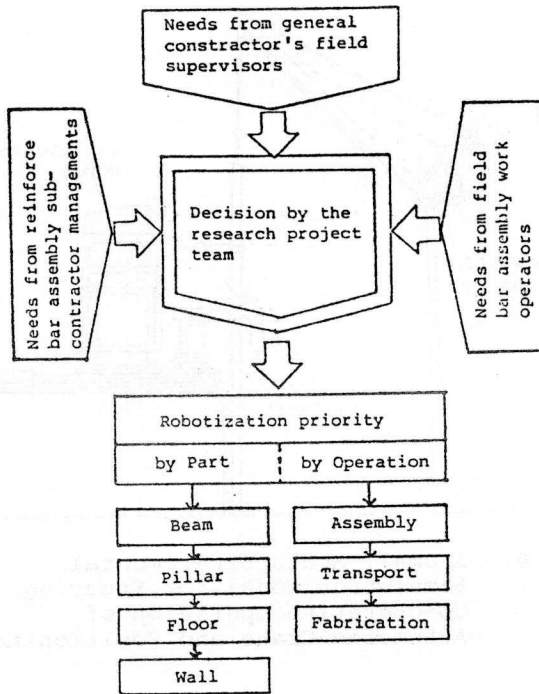 Needs from general
constractor's field
supervisors
Needs from reinforce
bar assembly sub-
contractor managements
Decision by the
research project
team
Needs from field
bar assembly work
operators
Robotization priority
by Part
by Operation
Beam
Assembly
Pillar
Transport
Floor
Fabrication
Wall